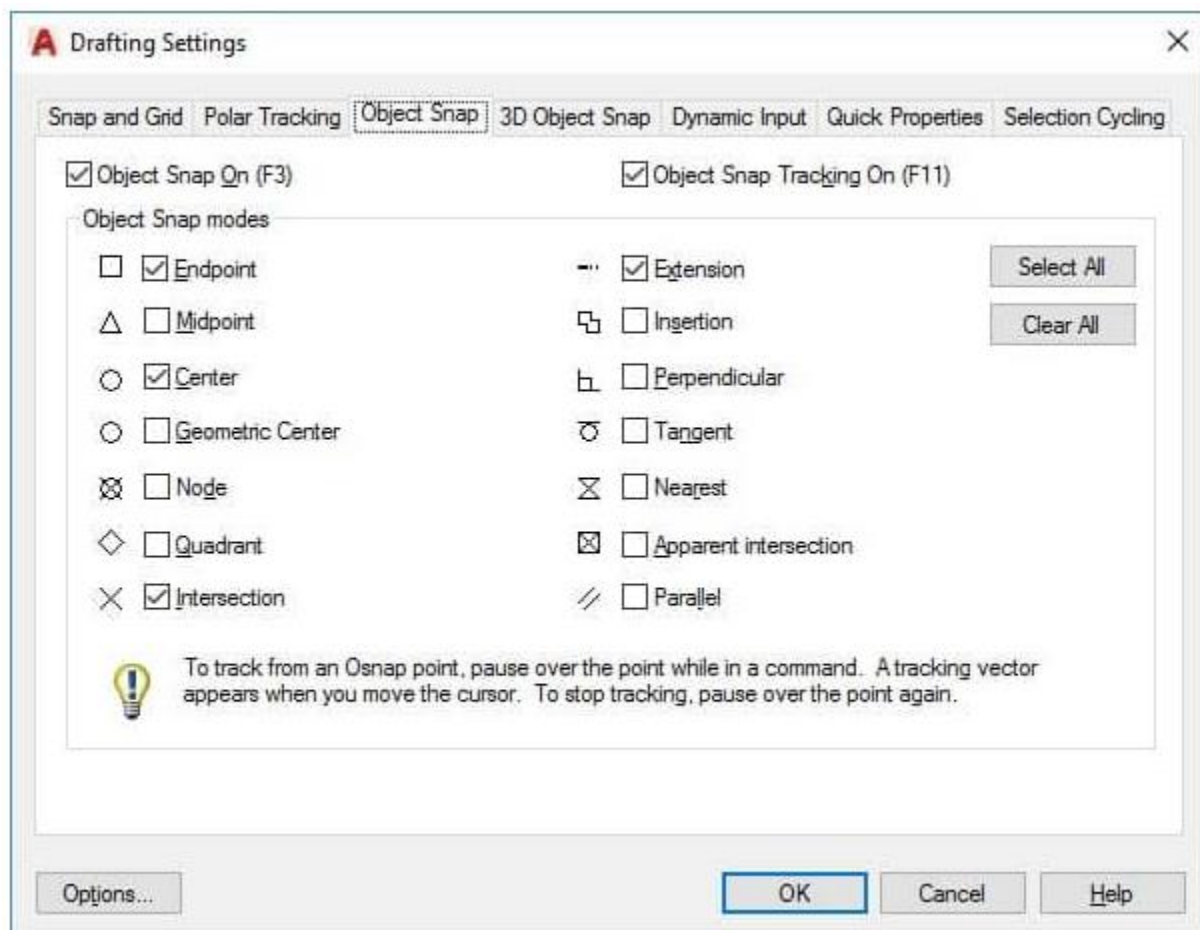 Drafting Settings
Snap and Grid Polar Tracking Object Snap 3D Object Snap Dynamic Input Quick Properties Selection Cycling
Object Snap On (F3) Object Snap Tracking On (F11)
Object Snap modes
Endpoint Extension Select All
Midpoint Insertion Clear All
Center Perpendicular
Geometric Center Tangent
Node Nearest
Quadrant Apparent intersection
Intersection Parallel
To track from an Osnap point, pause over the point while in a command. A tracking vector
appears when you move the cursor. To stop tracking, pause over the point again.
Options... OK Cancel Help